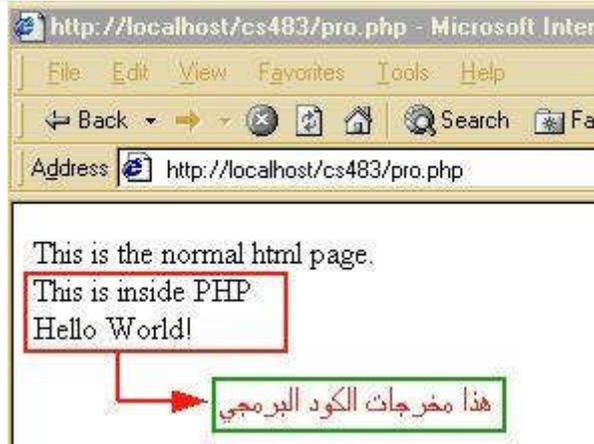 http://localhost/cs483/pro.php - Microsoft Inter
File Edit View Favorites Tools Help
Back Search Fa
Address http://localhost/cs483/pro.php
This is the normal html page.
This is inside PHP
Hello World!
هذا مخرجات الكود البرمجي